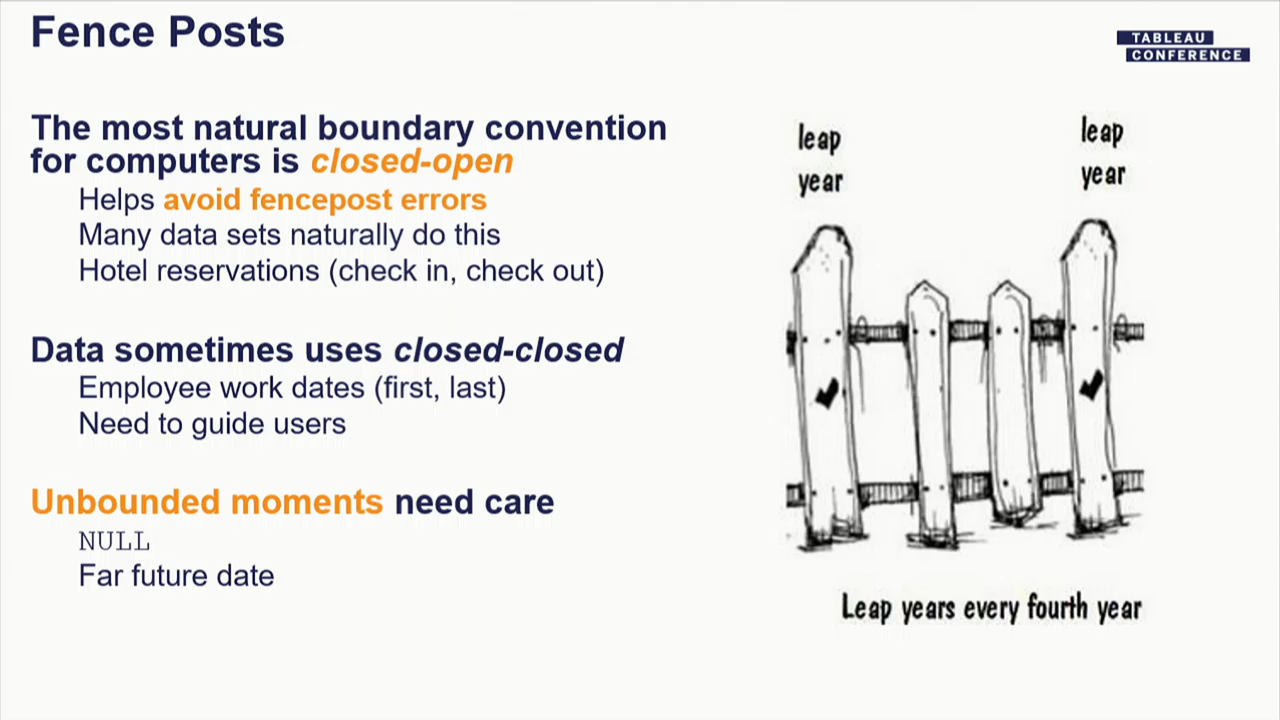 Fence Posts
TABLEAU
CONFERENCE
The most natural boundary convention
for computers is closed-open
Helps avoid fencepost errors
Many data sets naturally do this
Hotel reservations (check in, check out)
Data sometimes uses closed-closed
Employee work dates (first, last)
Need to guide users
Unbounded moments need care
NULL
Far future date
leap
year
leap
year
Leap years every fourth year